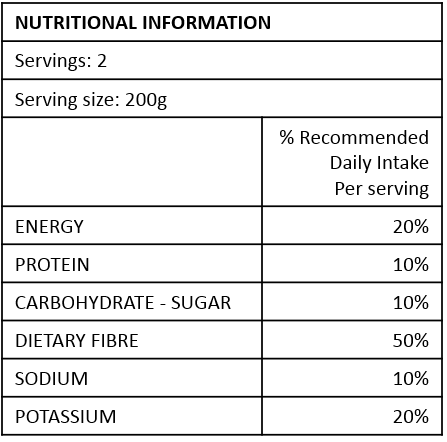 NUTRITIONAL INFORMATION
Servings: 2
Serving size: 200g
% Recommended
Daily Intake
Per serving
ENERGY 20%
PROTEIN 10%
CARBOHYDRATE - SUGAR 10%
DIETARY FIBRE 50%
SODIUM 10%
POTASSIUM 20%